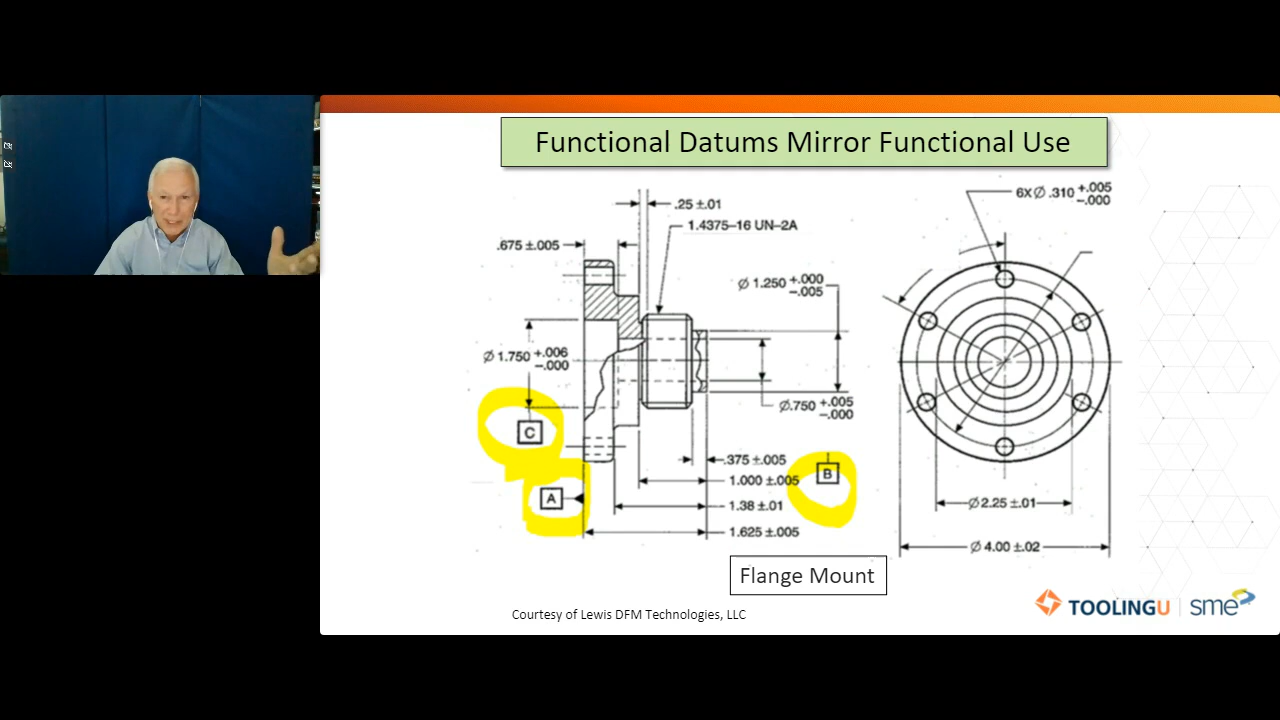 Functional Datums Mirror Functional Use
.25 ±.01
1.4375–16 UN–2A
.675 ±.005
Ø 1.250 +.000
–.005
6X Ø .310 +.005
–.000
Ø 1.750 +.006
–.000
Ø.750 +.005
–.000
C
A
B
.375 ±.005
1.000 ±.005
1.38 ±.01
1.625 ±.005
Ø 2.25 ±.01
Ø 4.00 ±.02
Flange Mount
Courtesy of Lewis DFM Technologies, LLC
TOOLINGU | sme